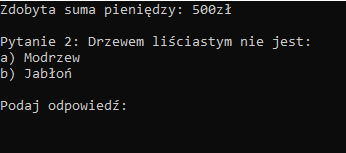 Zdobyta suma pieniędzy: 500zł
Pytanie 2: Drzewem liściastym nie jest:
a) Modrzew
b) Jabłoń
Podaj odpowiedź: